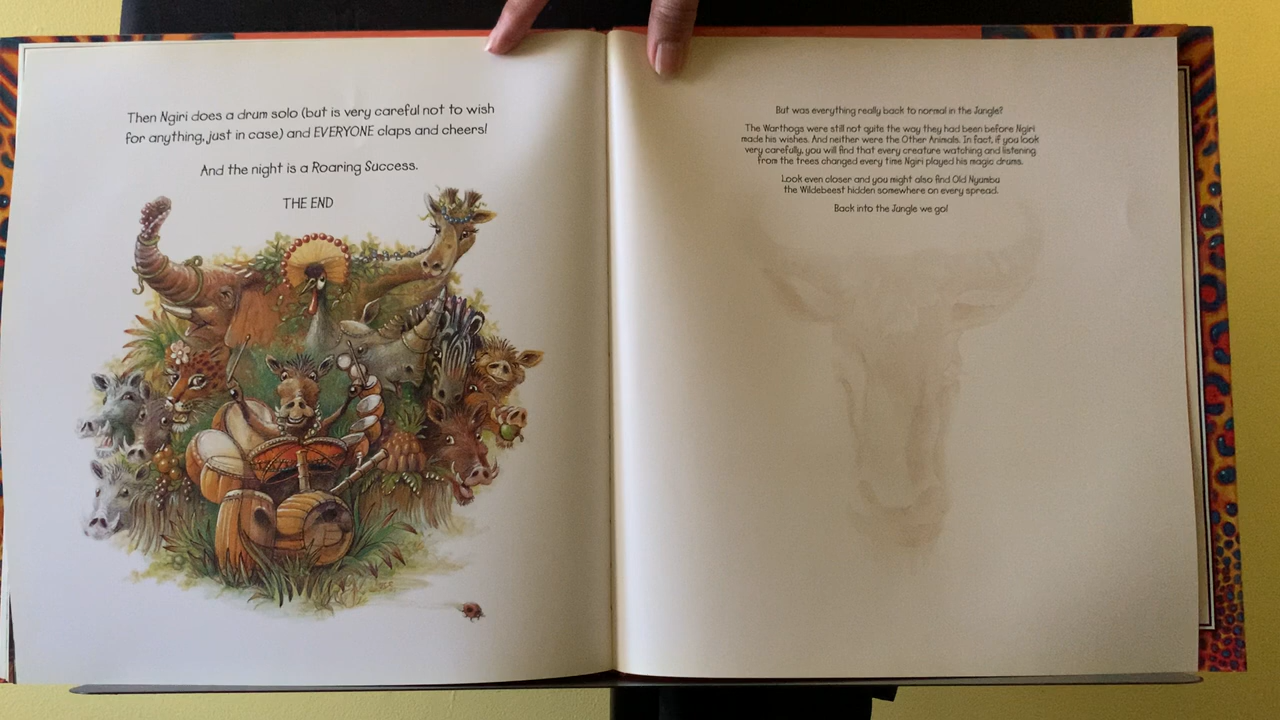 Then Ngiri does a drum solo (but is very careful not to wish
for anything, just in case) and EVERYONE claps and cheers!
And the night is a Roaring Success.
THE END
But was everything really back to normal in the Jungle?
The Warthogs were still not quite the way they had been before Ngiri
made his wishes. And neither were the Other Animals. In fact, if you look
very carefully, you will find that every creature watching and listening
from the trees changed every time Ngiri played his magic drums.
Look even closer and you might also find Old Nyumbu
the Wildebeest hidden somewhere on every spread.
Back into the Jungle we go!